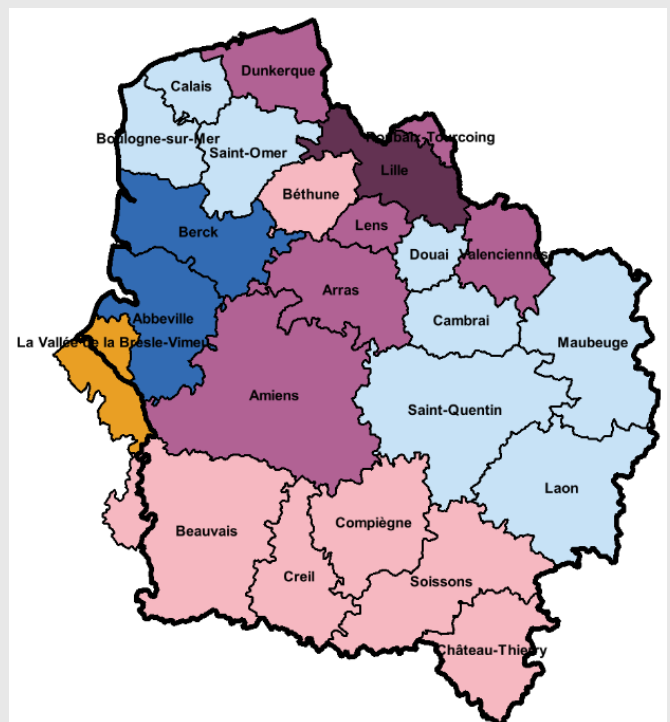 Dunkerque
Calais
Boulogne-sur-Mer
Roubaix-Tourcoing
Saint-Omer
Lille
Béthune
Lens
Berck
Douai
Valenciennes
Arras
Abbeville
Cambrai
La Vallée de la Bresle-Vimeu
Maubeuge
Amiens
Saint-Quentin
Laon
Compiègne
Beauvais
Creil
Soissons
Château-Thierry